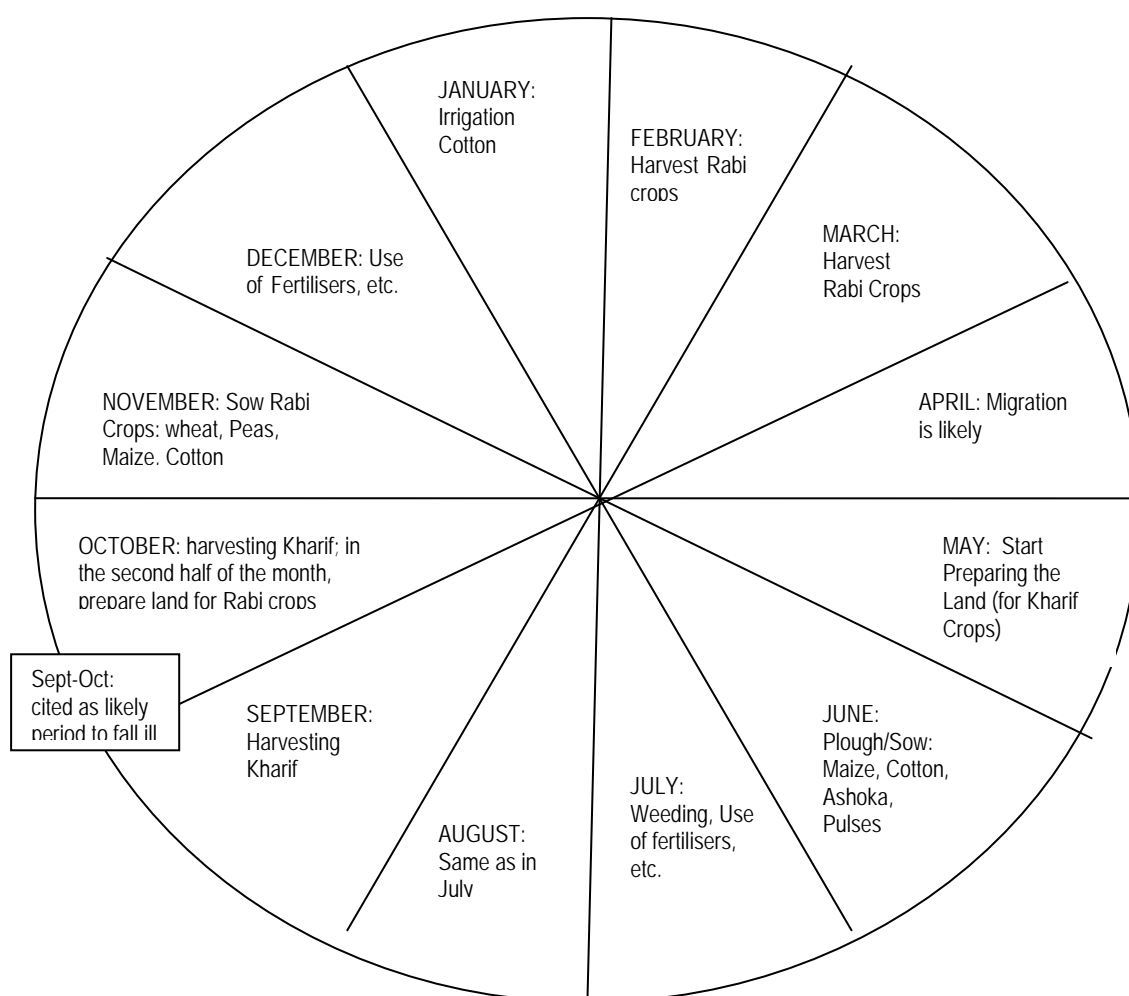 JANUARY:
Irrigation
Cotton
FEBRUARY:
Harvest Rabi
crops
MARCH:
Harvest
Rabi Crops
APRIL: Migration
is likely
MAY: Start
Preparing the
Land (for Kharif
Crops)
JUNE:
Plough/Sow:
Maize, Cotton,
Ashoka,
Pulses
JULY:
Weeding, Use
of fertilisers,
etc.
AUGUST:
Same as in
July
SEPTEMBER:
Harvesting
Kharif
Sept-Oct:
cited as likely
period to fall ill
OCTOBER: harvesting Kharif; in
the second half of the month,
prepare land for Rabi crops
NOVEMBER: Sow Rabi
Crops: wheat, Peas,
Maize, Cotton
DECEMBER: Use
of Fertilisers, etc.